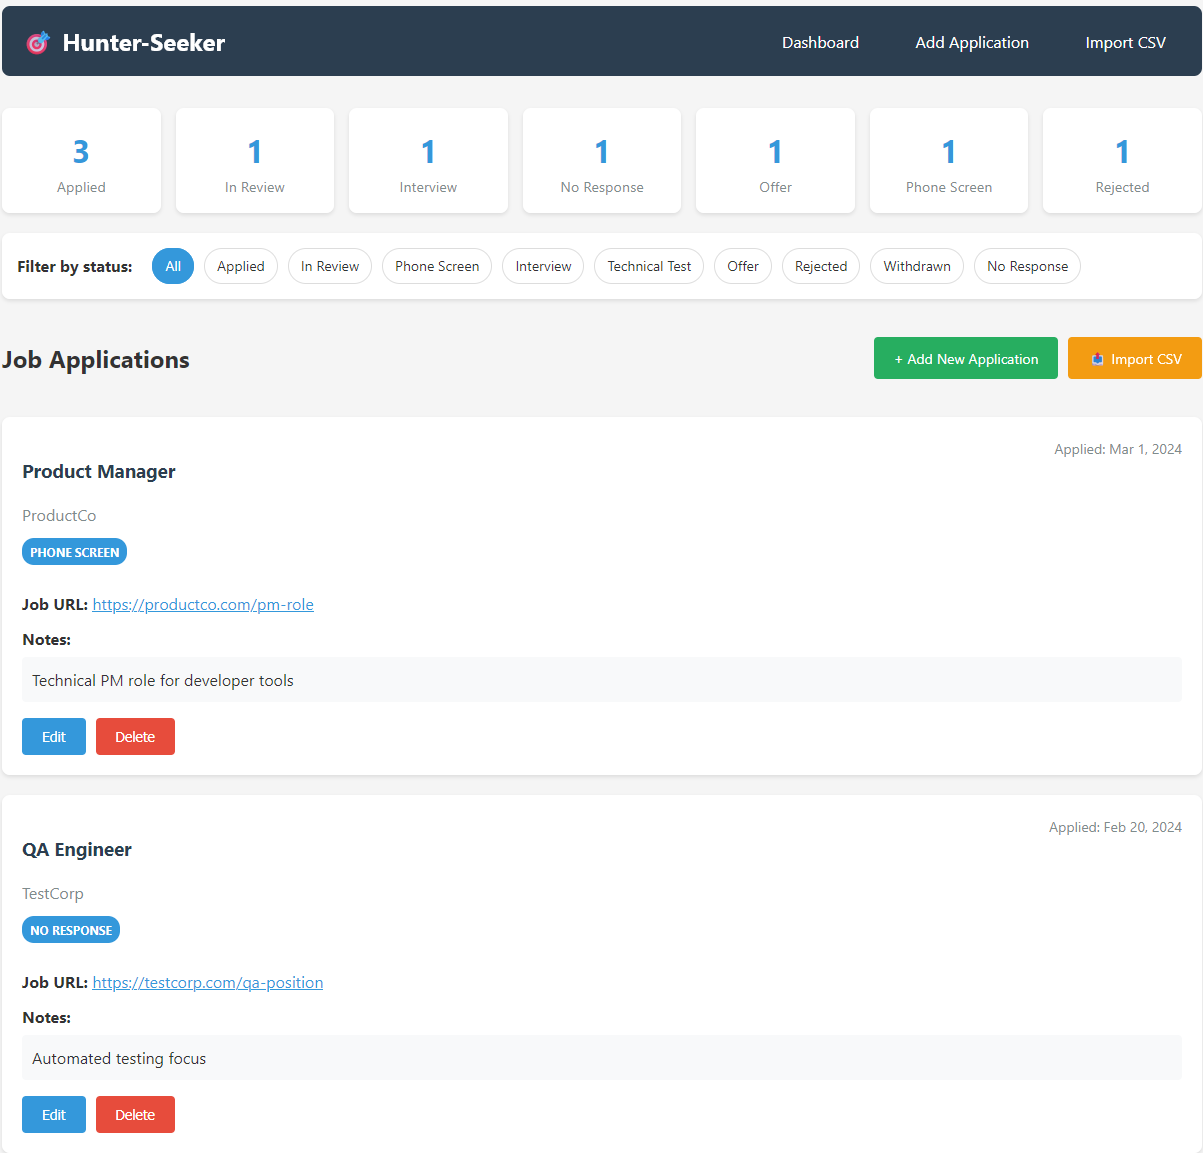 Hunter-Seeker
Dashboard Add Application Import CSV
3 1 1 1 1 1 1
Applied In Review Interview No Response Offer Phone Screen Rejected
Filter by status: All Applied In Review Phone Screen Interview Technical Test Offer Rejected Withdrawn No Response
Job Applications
+ Add New Application Import CSV
Applied: Mar 1, 2024
Product Manager
ProductCo
PHONE SCREEN
Job URL: https://productco.com/pm-role
Notes:
Technical PM role for developer tools
Edit Delete
Applied: Feb 20, 2024
QA Engineer
TestCorp
NO RESPONSE
Job URL: https://testcorp.com/qa-position
Notes:
Automated testing focus
Edit Delete